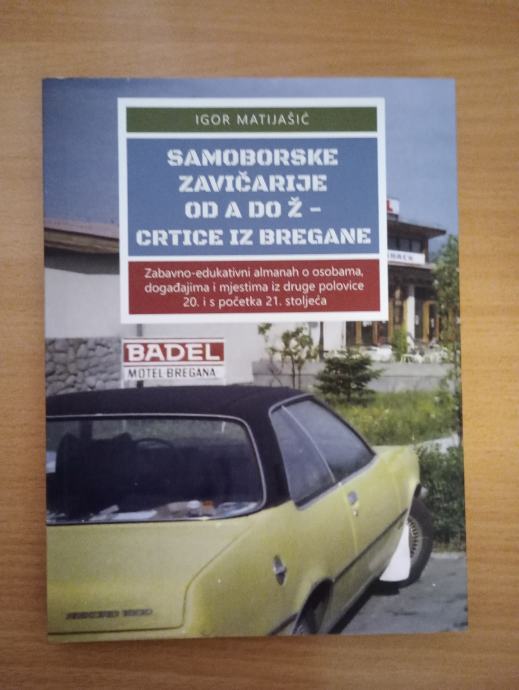 IGOR MATIJAŠIĆ
SAMOBORSKE
ZAVIČARIJE
OD A DO Ž –
CRTICE IZ BREGANE
Zabavno-edukativni almanah o osobama,
događajima i mjestima iz druge polovice
20. i s početka 21. stoljeća
BADEL
MOTEL-BREGANA